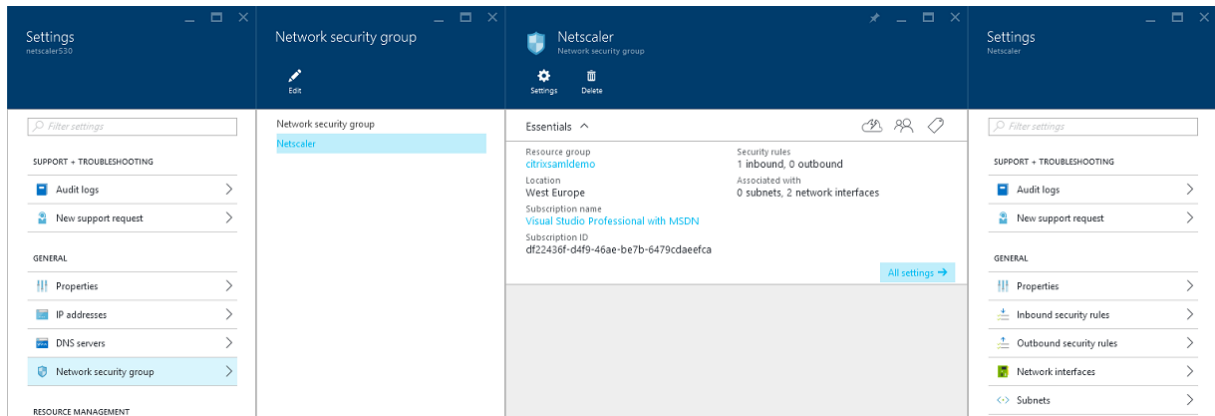 Settings
netscaler530
Filter settings
SUPPORT + TROUBLESHOOTING
Audit logs
New support request
GENERAL
Properties
IP addresses
DNS servers
Network security group
RESOURCE MANAGEMENT
Network security group
Edit
Network security group
Netscaler
Netscaler
Network security group
Settings Delete
Essentials
Resource group
citrixsamldemo
Location
West Europe
Subscription name
Visual Studio Professional with MSDN
Subscription ID
df22436f-d4f9-46ae-be7b-6479cdaeefca
Security rules
1 inbound, 0 outbound
Associated with
0 subnets, 2 network interfaces
All settings
Settings
Netscaler
Filter settings
SUPPORT + TROUBLESHOOTING
Audit logs
New support request
GENERAL
Properties
Inbound security rules
Outbound security rules
Network interfaces
Subnets